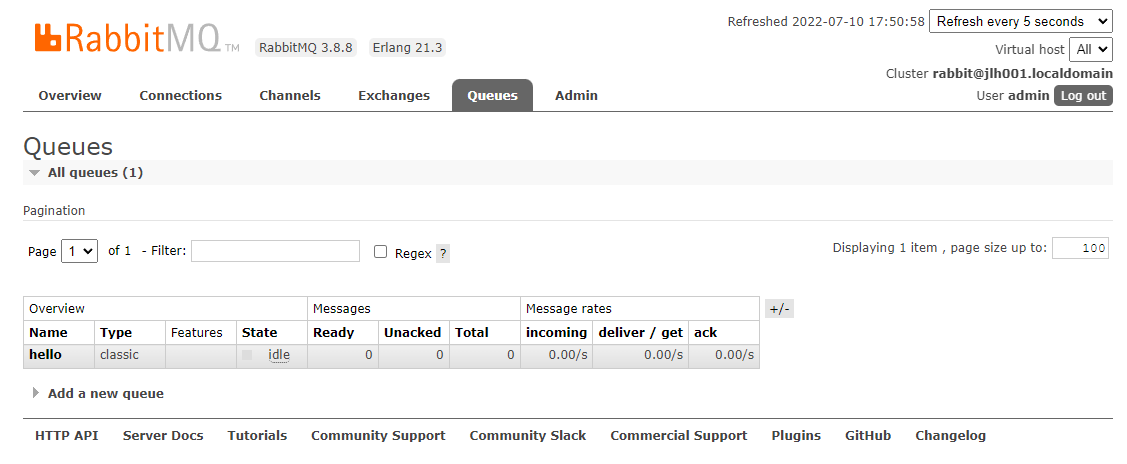 RabbitMQ TM RabbitMQ 3.8.8 Erlang 21.3
Refreshed 2022-07-10 17:50:58 Refresh every 5 seconds
Virtual host All
Cluster rabbit@jlh001.localdomain
User admin Log out
Overview Connections Channels Exchanges Queues Admin
Queues
All queues (1)
Pagination
Page 1 of 1 - Filter: Regex ? Displaying 1 item , page size up to: 100
Overview Messages Message rates +/-
Name Type Features State Ready Unacked Total incoming deliver / get ack
hello classic idle 0 0 0 0.00/s 0.00/s 0.00/s
Add a new queue
HTTP API Server Docs Tutorials Community Support Community Slack Commercial Support Plugins GitHub Changelog